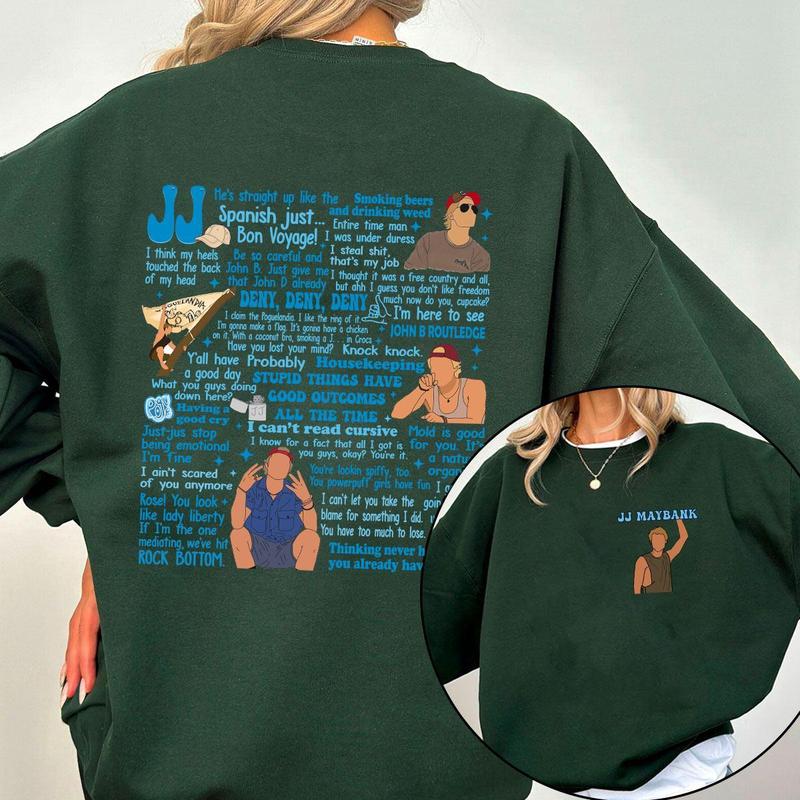 JJ
He's straight up like the
Spanish just...
Bon Voyage!
Smoking beers
and drinking weed
Entire time man
I was under duress
I steal shit,
that's my job
I think my heels
touched the back
of my head
Be so careful and
John B. Just give me
that John D already
I thought it was a free country and all,
but ahh I guess you don't like freedom
much now do you, cupcake?
POGUELANDIA
DENY, DENY, DENY
I'm here to see
JOHN B ROUTLEDGE
I claim the Poguelandia. I like the ring of it.
I'm gonna make a flag. It's gonna have a chicken
on it. With a coconut bra, smoking a J... in Crocs
Have you lost your mind?
Knock knock.
Housekeeping
Y'all have Probably
a good day
What you guys doing
down here?
STUPID THINGS HAVE
GOOD OUTCOMES
ALL THE TIME
Having a
good cry
JJ
I can't read cursive
Just-jus stop
being emotional
I'm fine
I know for a fact that all I got is
you guys, okay? You're it.
Mold is good
for you. It's
a natu
organ
I ain't scared
of you anymore
You're lookin spiffy, too.
You powerpuff girls have fun
Rose! You look
like lady liberty
If I'm the one
mediating, we've hit
ROCK BOTTOM.
I can't let you take the
blame for something I did.
You have too much to lose.
goin
Thinking never h
you already hav
JJ MAYBANK